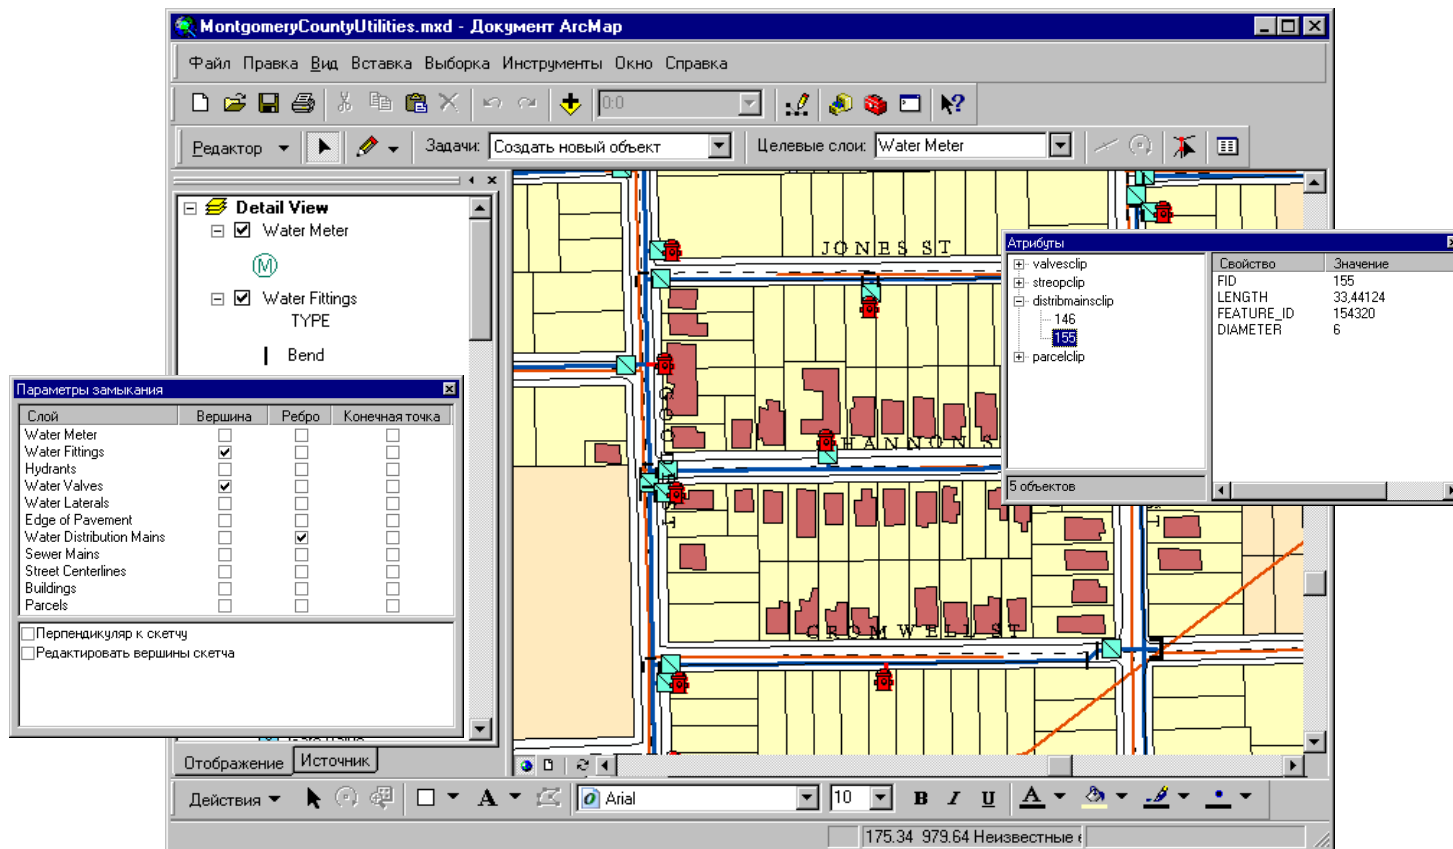 MontgomeryCountyUtilities.mxd - Документ ArcMap
Файл Правка Вид Вставка Выборка Инструменты Окно Справка
0:0
Редактор Задачи: Создать новый объект Целевые слои: Water Meter
Detail View
Water Meter
M
Water Fittings
TYPE
Bend
JONES ST
HANNON S
CROMWELL ST
Атрибуты
valvesclip
streopclip
distribmainsclip
146
155
parcelclip
5 объектов
Свойство Значение
FID 155
LENGTH 33,44124
FEATURE_ID 154320
DIAMETER 6
Параметры замыкания
Слой Вершина Ребро Конечная точка
Water Meter
Water Fittings
Hydrants
Water Valves
Water Laterals
Edge of Pavement
Water Distribution Mains
Sewer Mains
Street Centerlines
Buildings
Parcels
Перпендикуляр к скетчу
Редактировать вершины скетча
Отображение Источник
Действия A Arial 10 B I U A
175.34 979.64 Неизвестные е